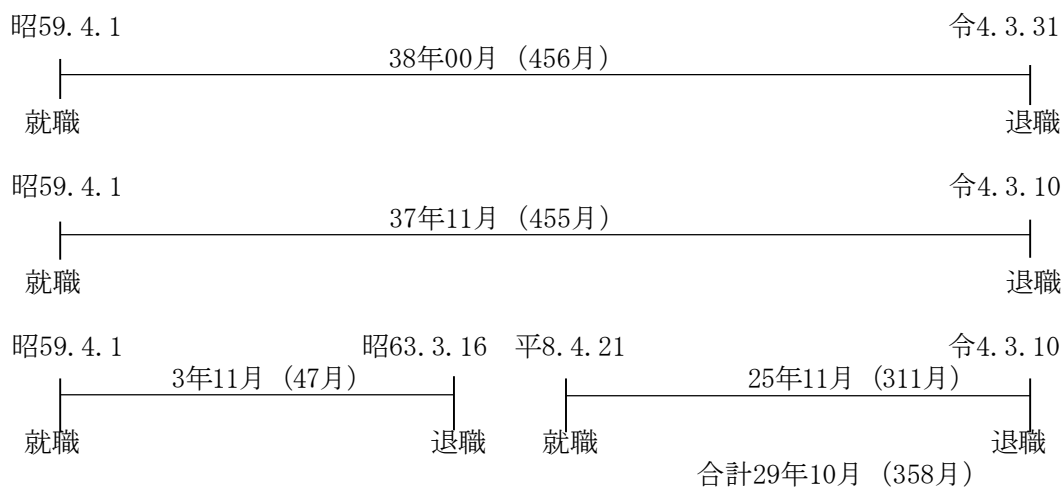 昭59.4.1 令4.3.31
38年00月（456月）
就職 退職
昭59.4.1 令4.3.10
37年11月（455月）
就職 退職
昭59.4.1 昭63.3.16 平8.4.21 令4.3.10
3年11月（47月） 25年11月（311月）
就職 退職 就職 退職
合計29年10月（358月）